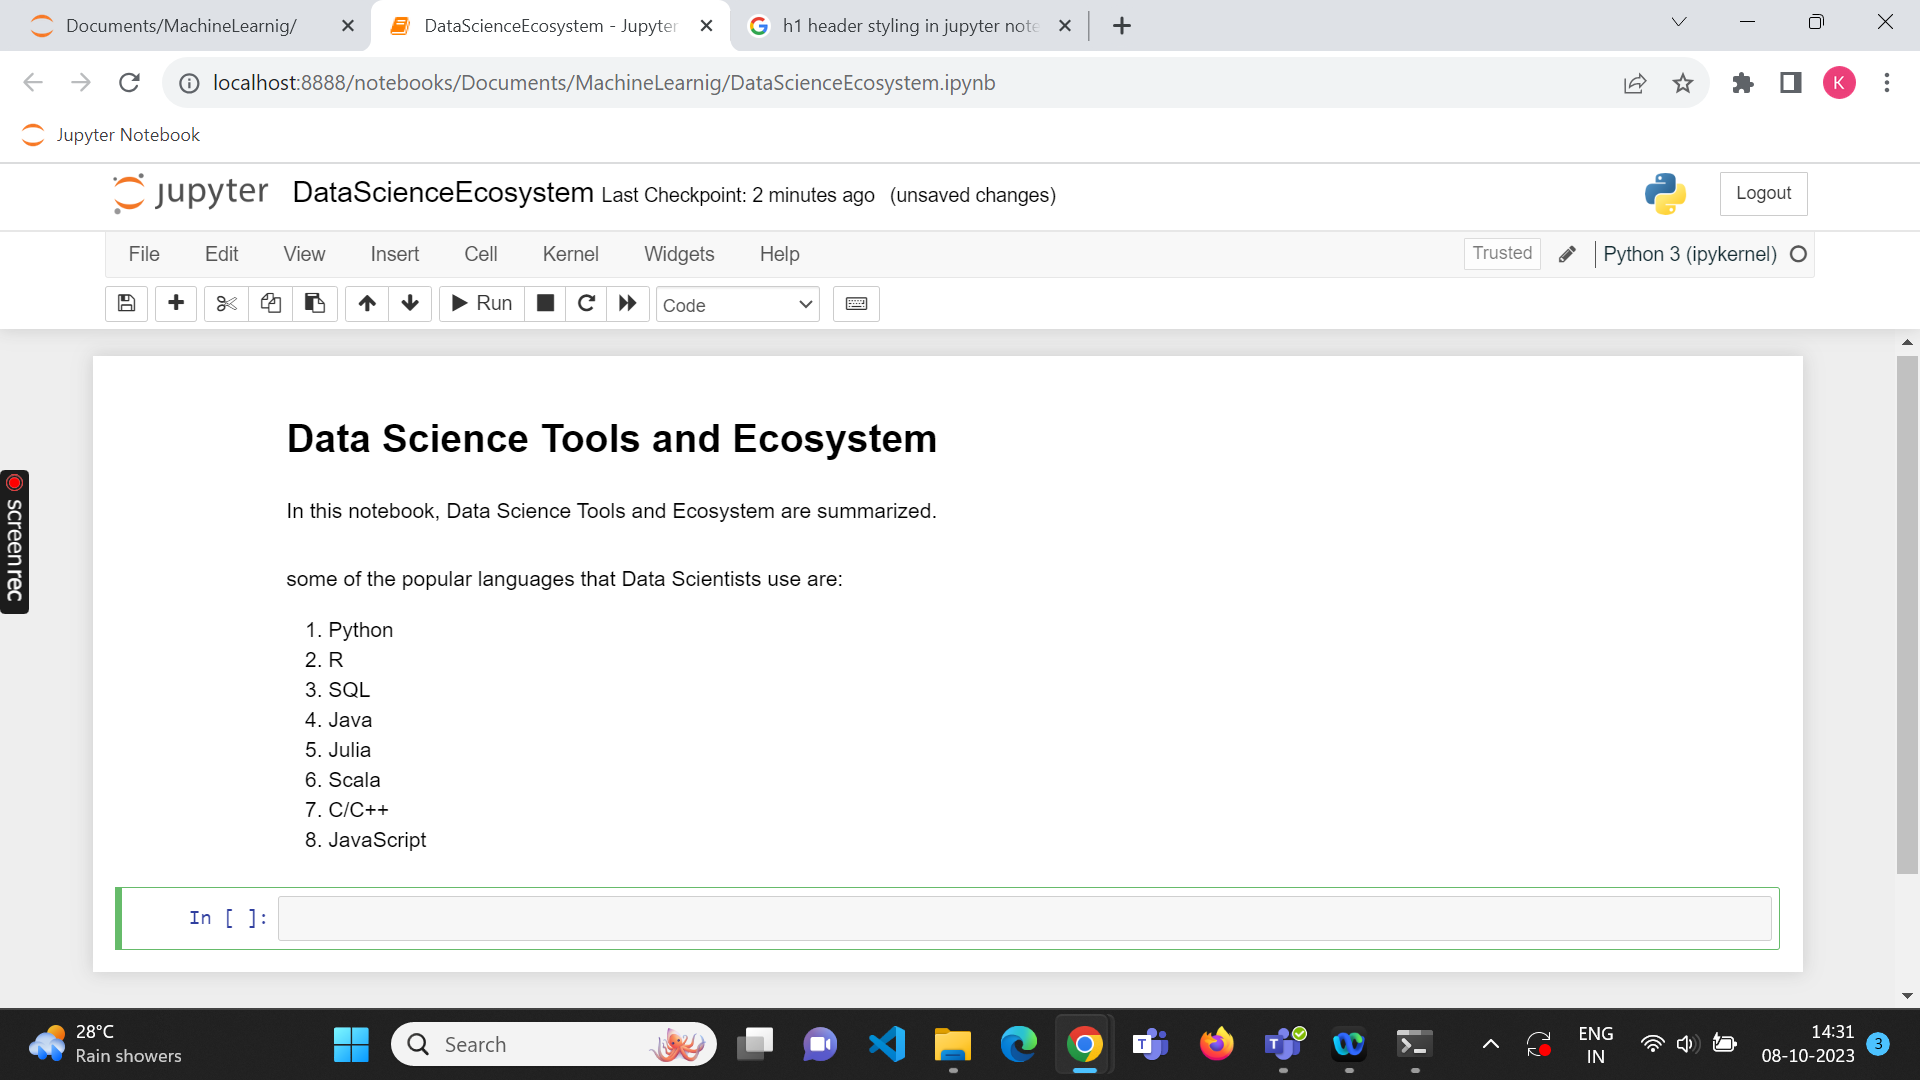 Documents/MachineLearnig/
DataScienceEcosystem - Jupyter
h1 header styling in jupyter note
localhost:8888/notebooks/Documents/MachineLearnig/DataScienceEcosystem.ipynb
K
Jupyter Notebook
jupyter DataScienceEcosystem Last Checkpoint: 2 minutes ago (unsaved changes)
Logout
File Edit View Insert Cell Kernel Widgets Help
Trusted Python 3 (ipykernel)
Run Code
Data Science Tools and Ecosystem
In this notebook, Data Science Tools and Ecosystem are summarized.
some of the popular languages that Data Scientists use are:
1. Python
2. R
3. SQL
4. Java
5. Julia
6. Scala
7. C/C++
8. JavaScript
In [ ]:
screenrec
28°C
Rain showers
Search
ENG
IN
14:31
08-10-2023
3